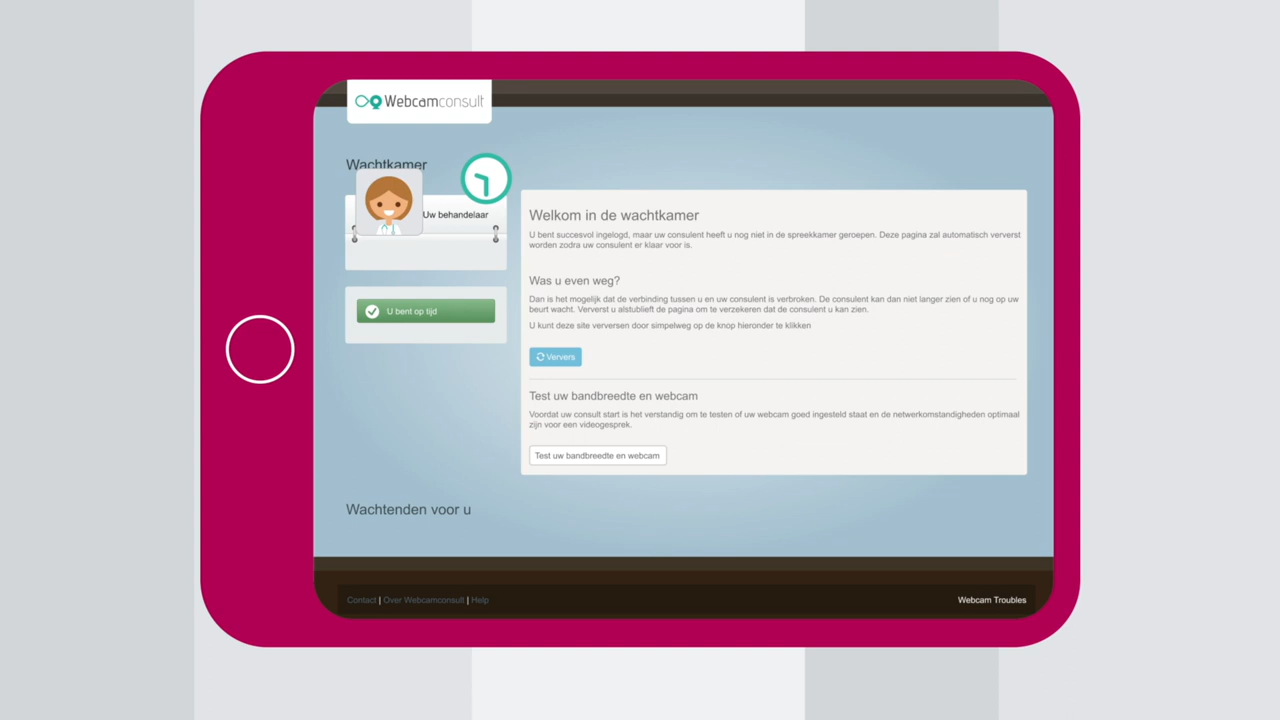 Webcamconsult
Wachtkamer
Uw behandelaar
U bent op tijd
Welkom in de wachtkamer
U bent succesvol ingelogd, maar uw consulent heeft u nog niet in de spreekkamer geroepen. Deze pagina zal automatisch ververst
worden zodra uw consulent er klaar voor is.
Was u even weg?
Dan is het mogelijk dat de verbinding tussen u en uw consulent is verbroken. De consulent kan dan niet langer zien of u nog op uw
beurt wacht. Ververst u alstublieft de pagina om te verzekeren dat de consulent u kan zien.
U kunt deze site verversen door simpelweg op de knop hieronder te klikken
Ververs
Test uw bandbreedte en webcam
Voordat uw consult start is het verstandig om te testen of uw webcam goed ingesteld staat en de netwerkomstandigheden optimaal
zijn voor een videogesprek.
Test uw bandbreedte en webcam
Wachtenden voor u
Contact | Over Webcamconsult | Help
Webcam Troubles